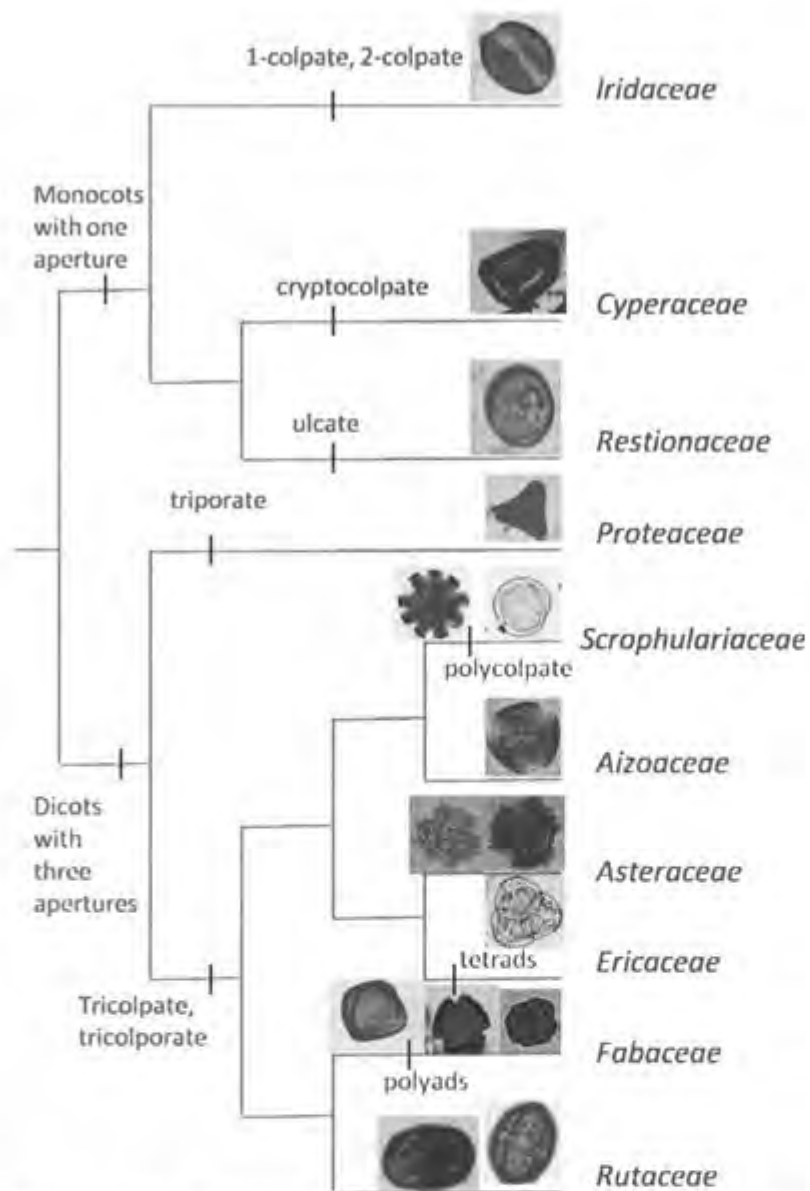 1-colpate, 2-colpate
Iridaceae
Monocots
with one
aperture
cryptocolpate
Cyperaceae
ulcate
Restionaceae
triporate
Proteaceae
Scrophulariaceae
polycolpate
Aizoaceae
Dicots
with
three
apertures
Asteraceae
tetrads
Ericaceae
Tricolpate,
tricolporate
Fabaceae
polyads
Rutaceae